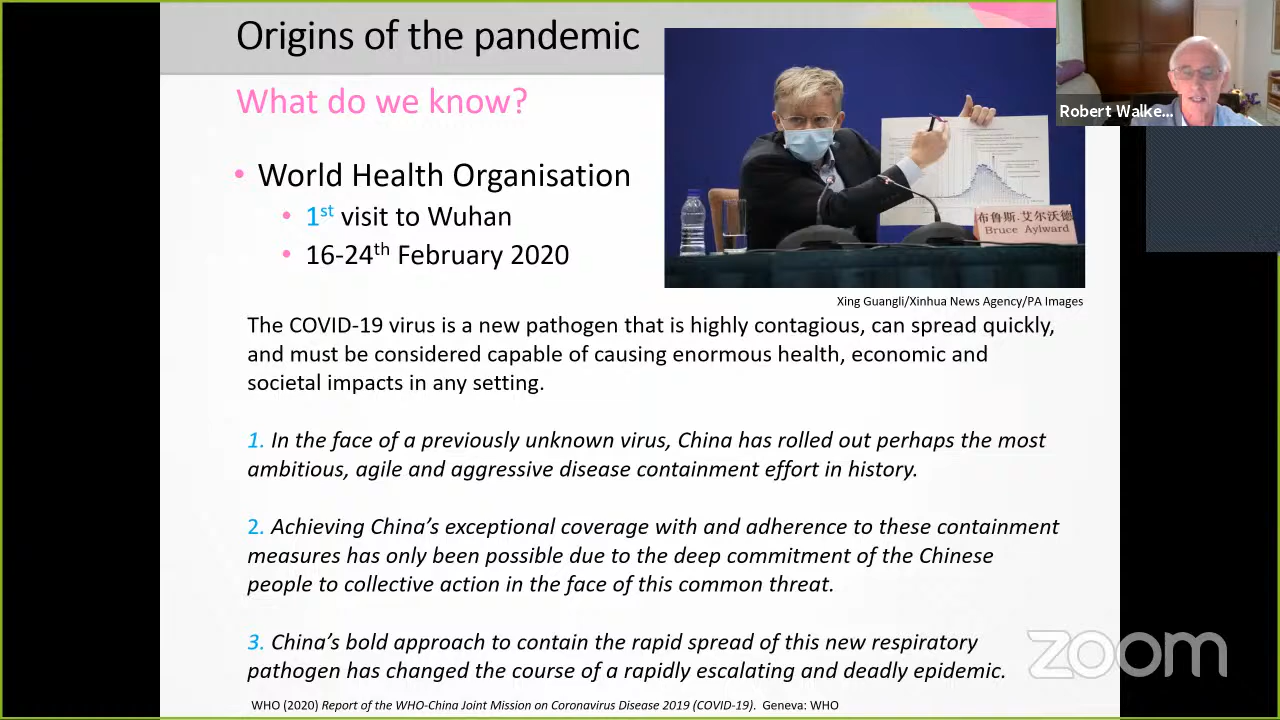 Origins of the pandemic
What do we know?
• World Health Organisation
• 1st visit to Wuhan
• 16-24th February 2020
布鲁斯·艾尔沃德
Bruce Aylward
Robert Walke...
Xing Guangli/Xinhua News Agency/PA Images
The COVID-19 virus is a new pathogen that is highly contagious, can spread quickly,
and must be considered capable of causing enormous health, economic and
societal impacts in any setting.
1. In the face of a previously unknown virus, China has rolled out perhaps the most
ambitious, agile and aggressive disease containment effort in history.
2. Achieving China's exceptional coverage with and adherence to these containment
measures has only been possible due to the deep commitment of the Chinese
people to collective action in the face of this common threat.
3. China's bold approach to contain the rapid spread of this new respiratory
pathogen has changed the course of a rapidly escalating and deadly epidemic.
zoom
WHO (2020) Report of the WHO-China Joint Mission on Coronavirus Disease 2019 (COVID-19). Geneva: WHO